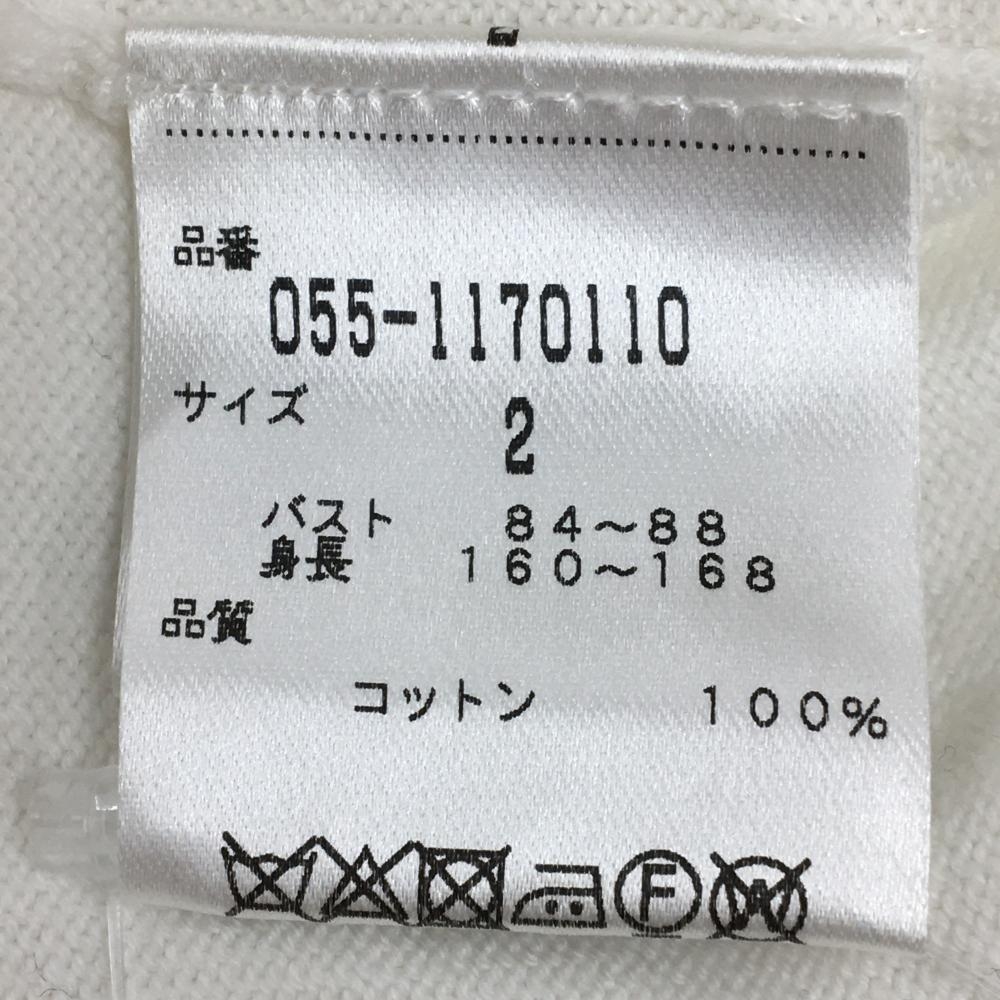 品番
055-1170110
サイズ
2
バスト 84～88
身長 160～168
品質
コットン 100%
F W